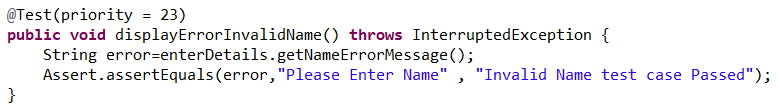 @Test(priority = 23)
public void displayErrorInvalidName() throws InterruptedException {
    String error=enterDetails.getNameErrorMessage();
    Assert.assertEquals(error,"Please Enter Name" , "Invalid Name test case Passed");
}